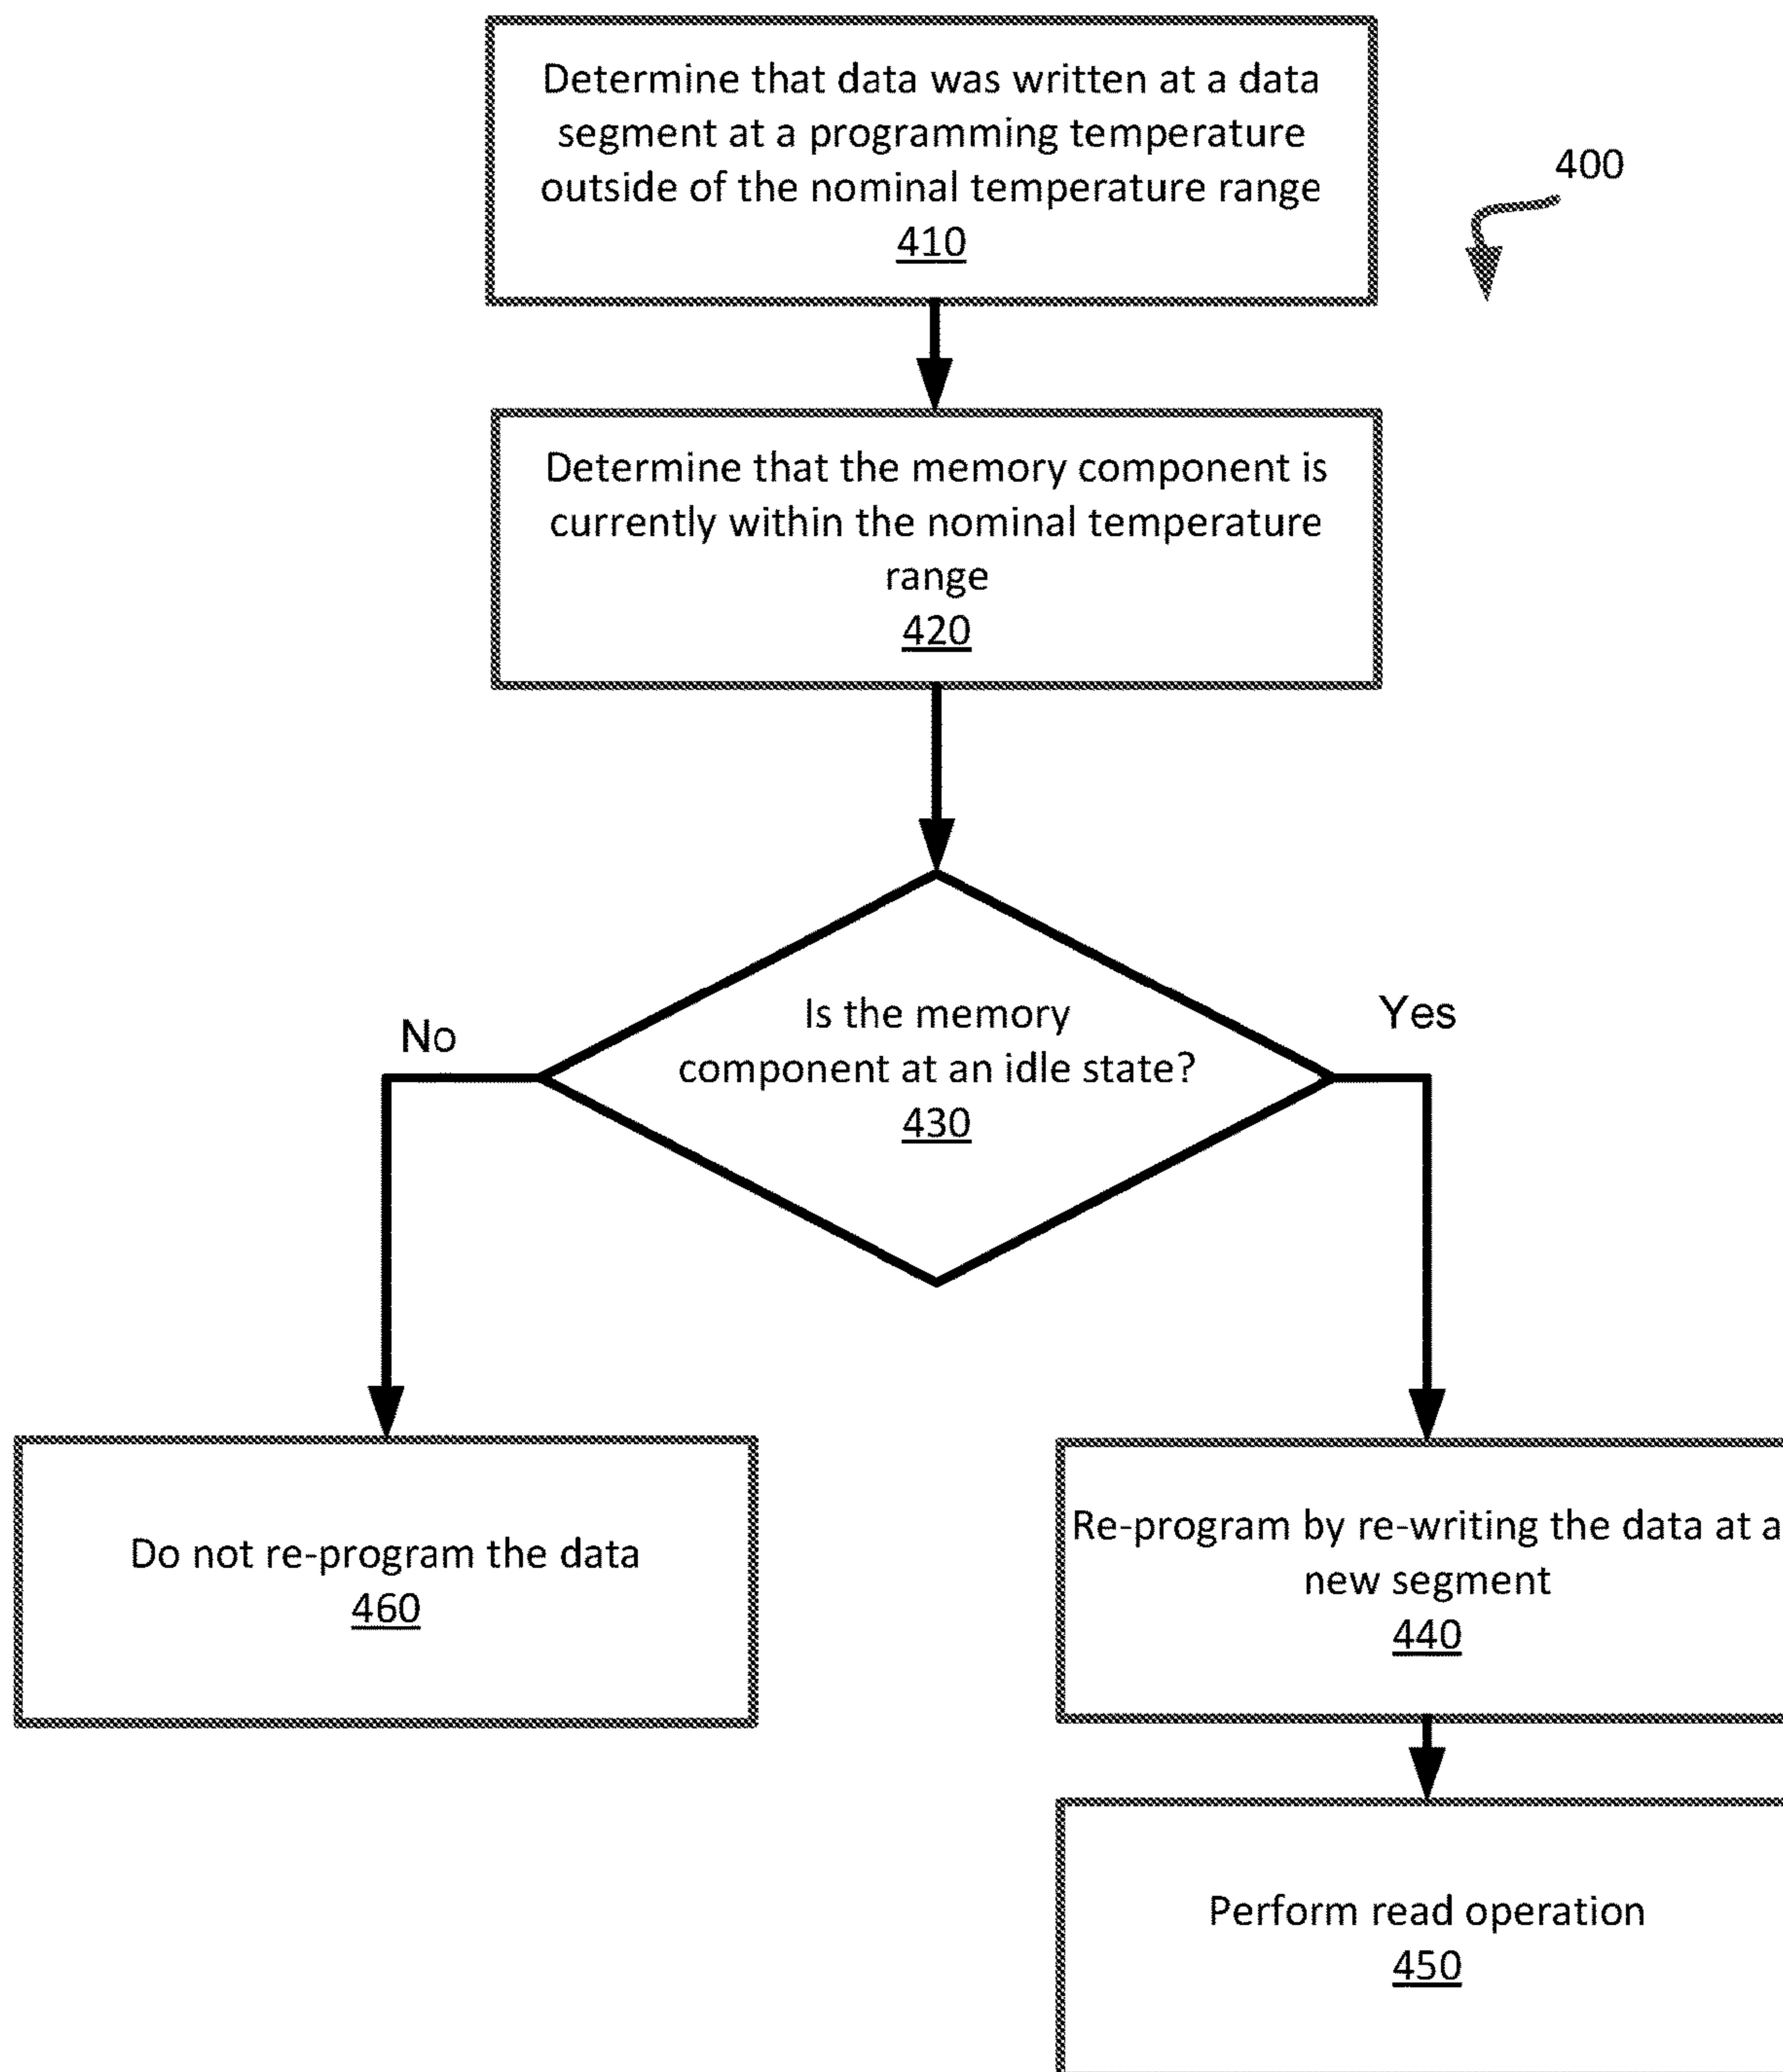 Determine that data was written at a data
segment at a programming temperature
outside of the nominal temperature range
410
400
Determine that the memory component is
currently within the nominal temperature
range
420
Is the memory
component at an idle state?
430
No
Yes
Do not re-program the data
460
Re-program by re-writing the data at a
new segment
440
Perform read operation
450